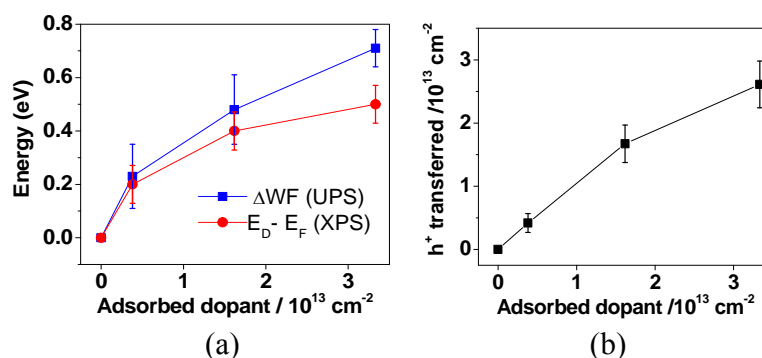 0.8
0.6
0.4
0.2
0.0
Energy (eV)
ΔWF (UPS)
E_D- E_F (XPS)
0 1 2 3
Adsorbed dopant / 10^13 cm^-2
(a)
3
2
1
0
h^+ transferred /10^13 cm^-2
0 1 2 3
Adsorbed dopant /10^13 cm^-2
(b)